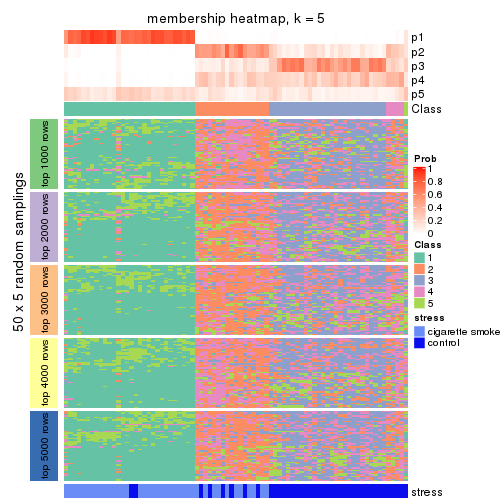 membership heatmap, k = 5
p1
p2
p3
p4
p5
Class
50 x 5 random samplings
top 1000 rows
top 2000 rows
top 3000 rows
top 4000 rows
top 5000 rows
stress
Prob
1
0.8
0.6
0.4
0.2
0
Class
1
2
3
4
5
stress
cigarette smoke
control